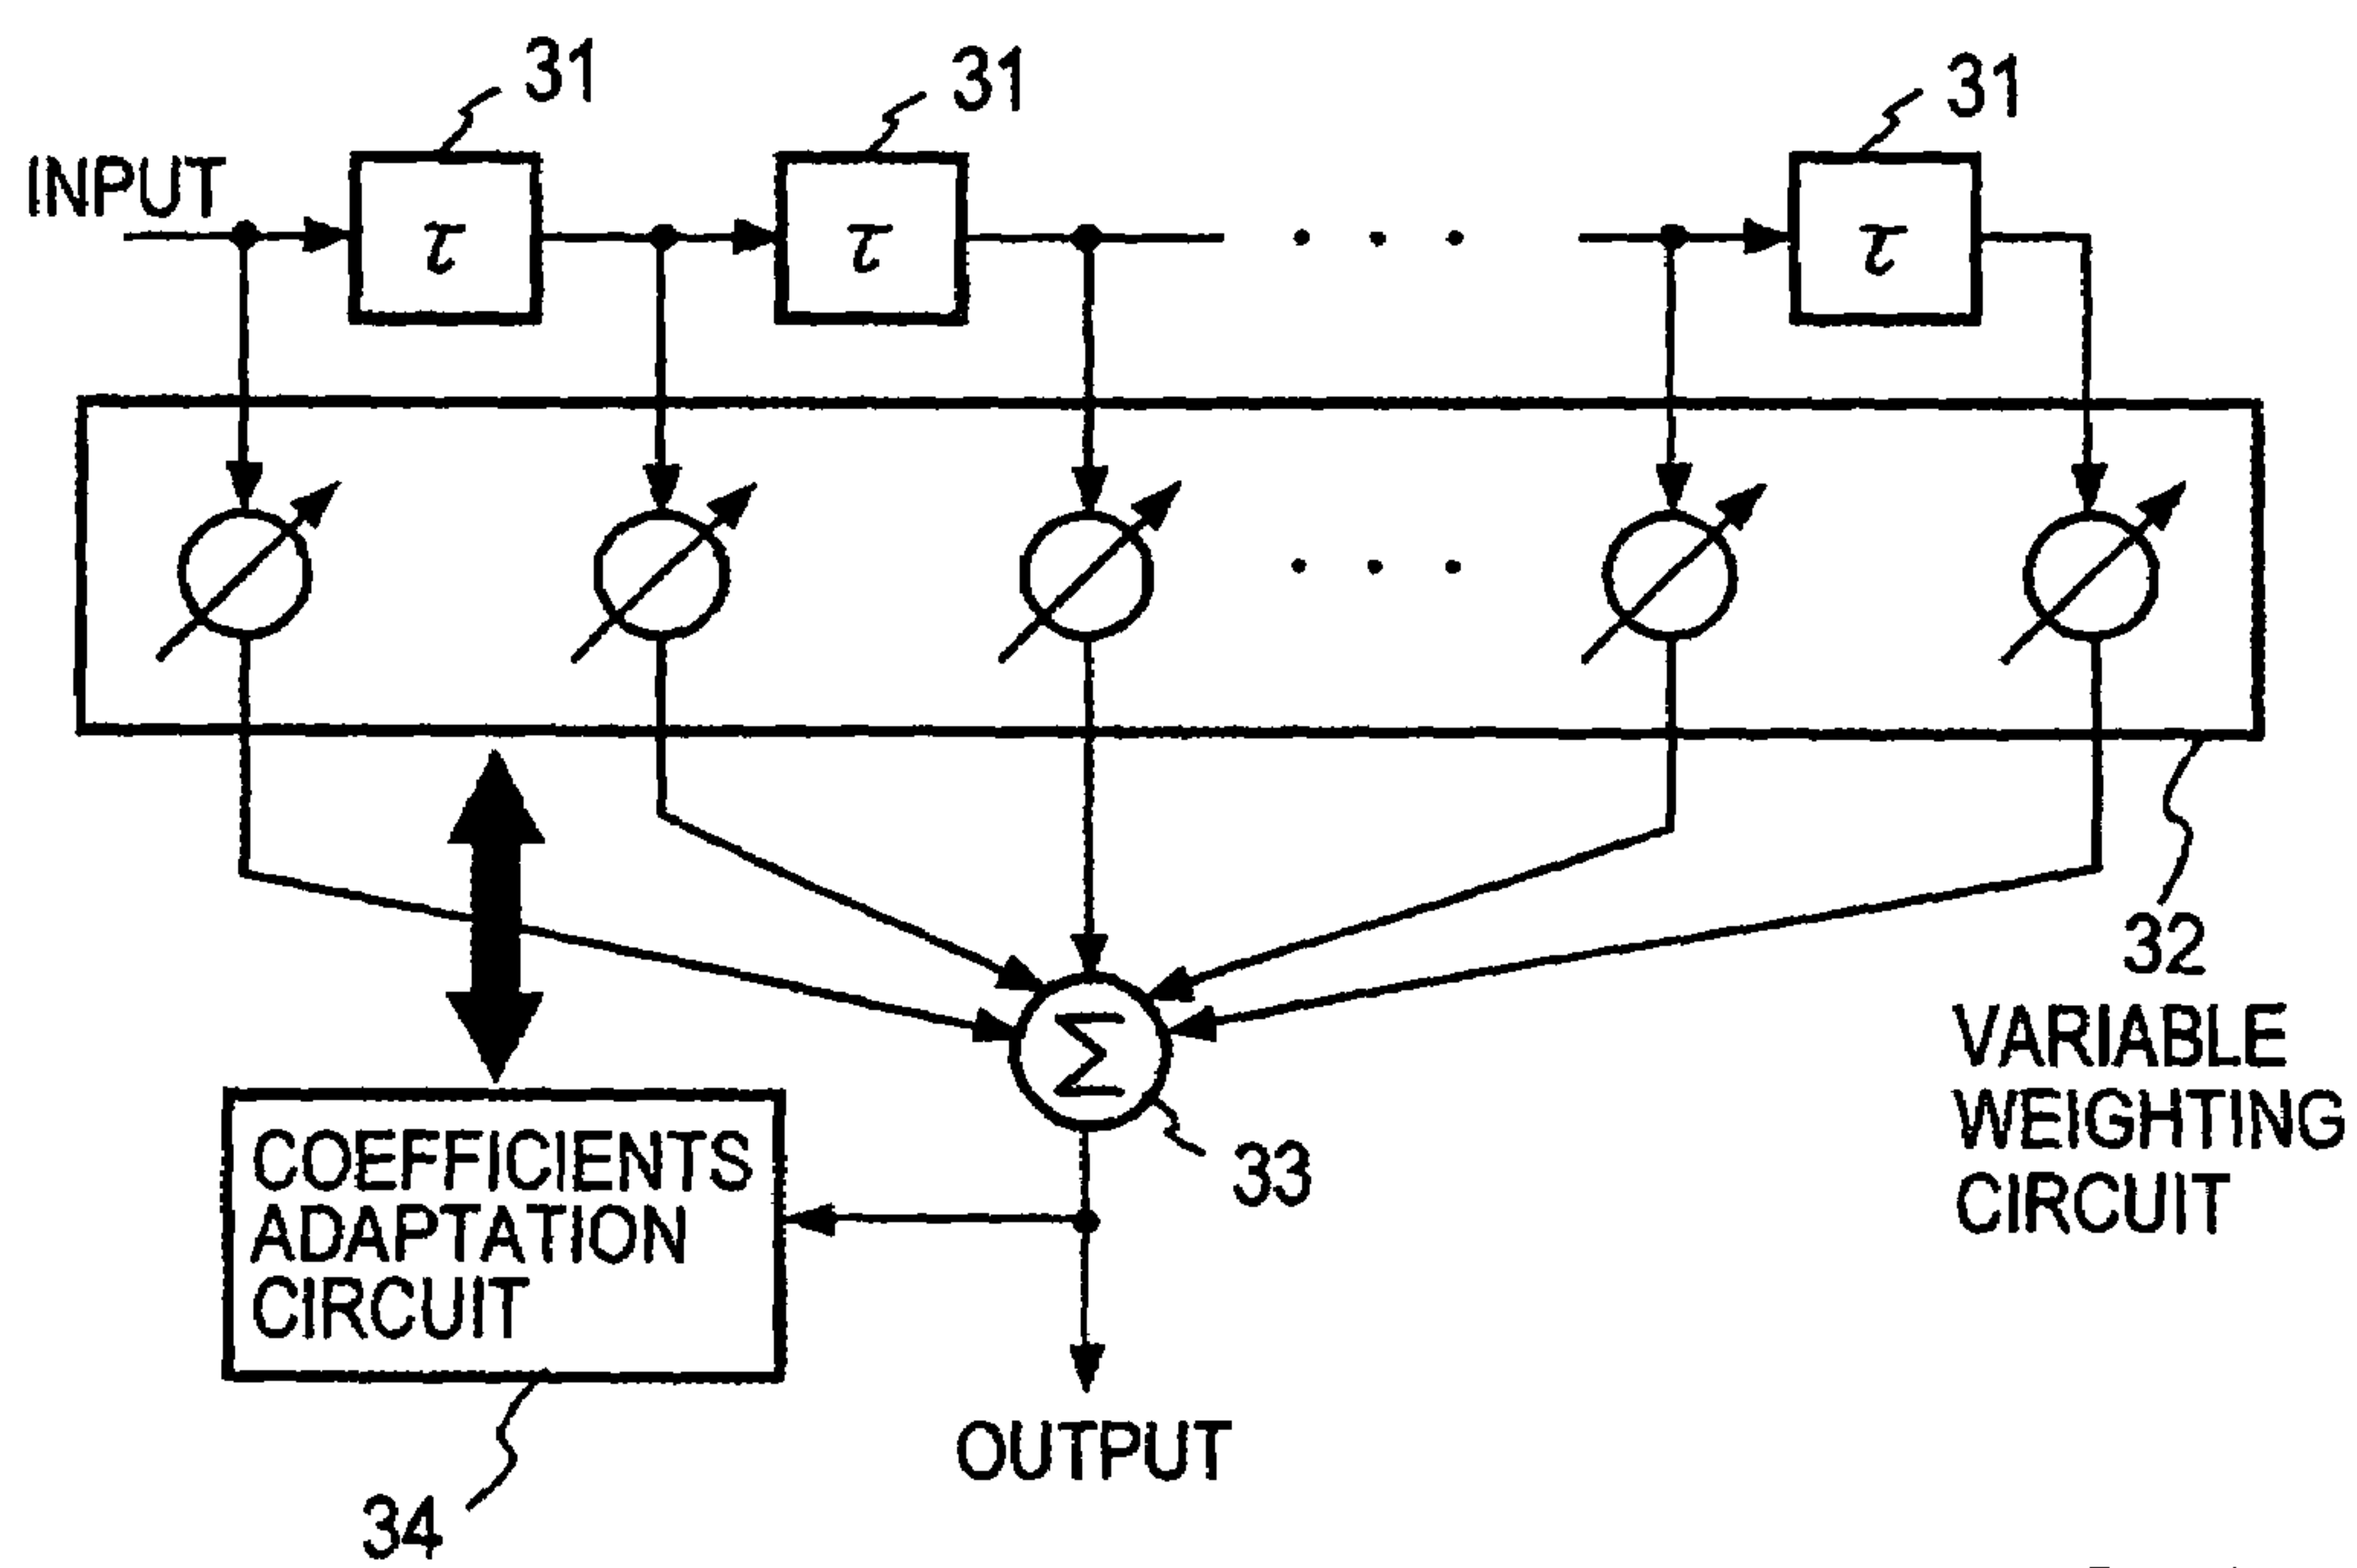 31
31
31
INPUT
τ
τ
τ
32
VARIABLE
WEIGHTING
CIRCUIT
Σ
33
COEFFICIENTS
ADAPTATION
CIRCUIT
OUTPUT
34